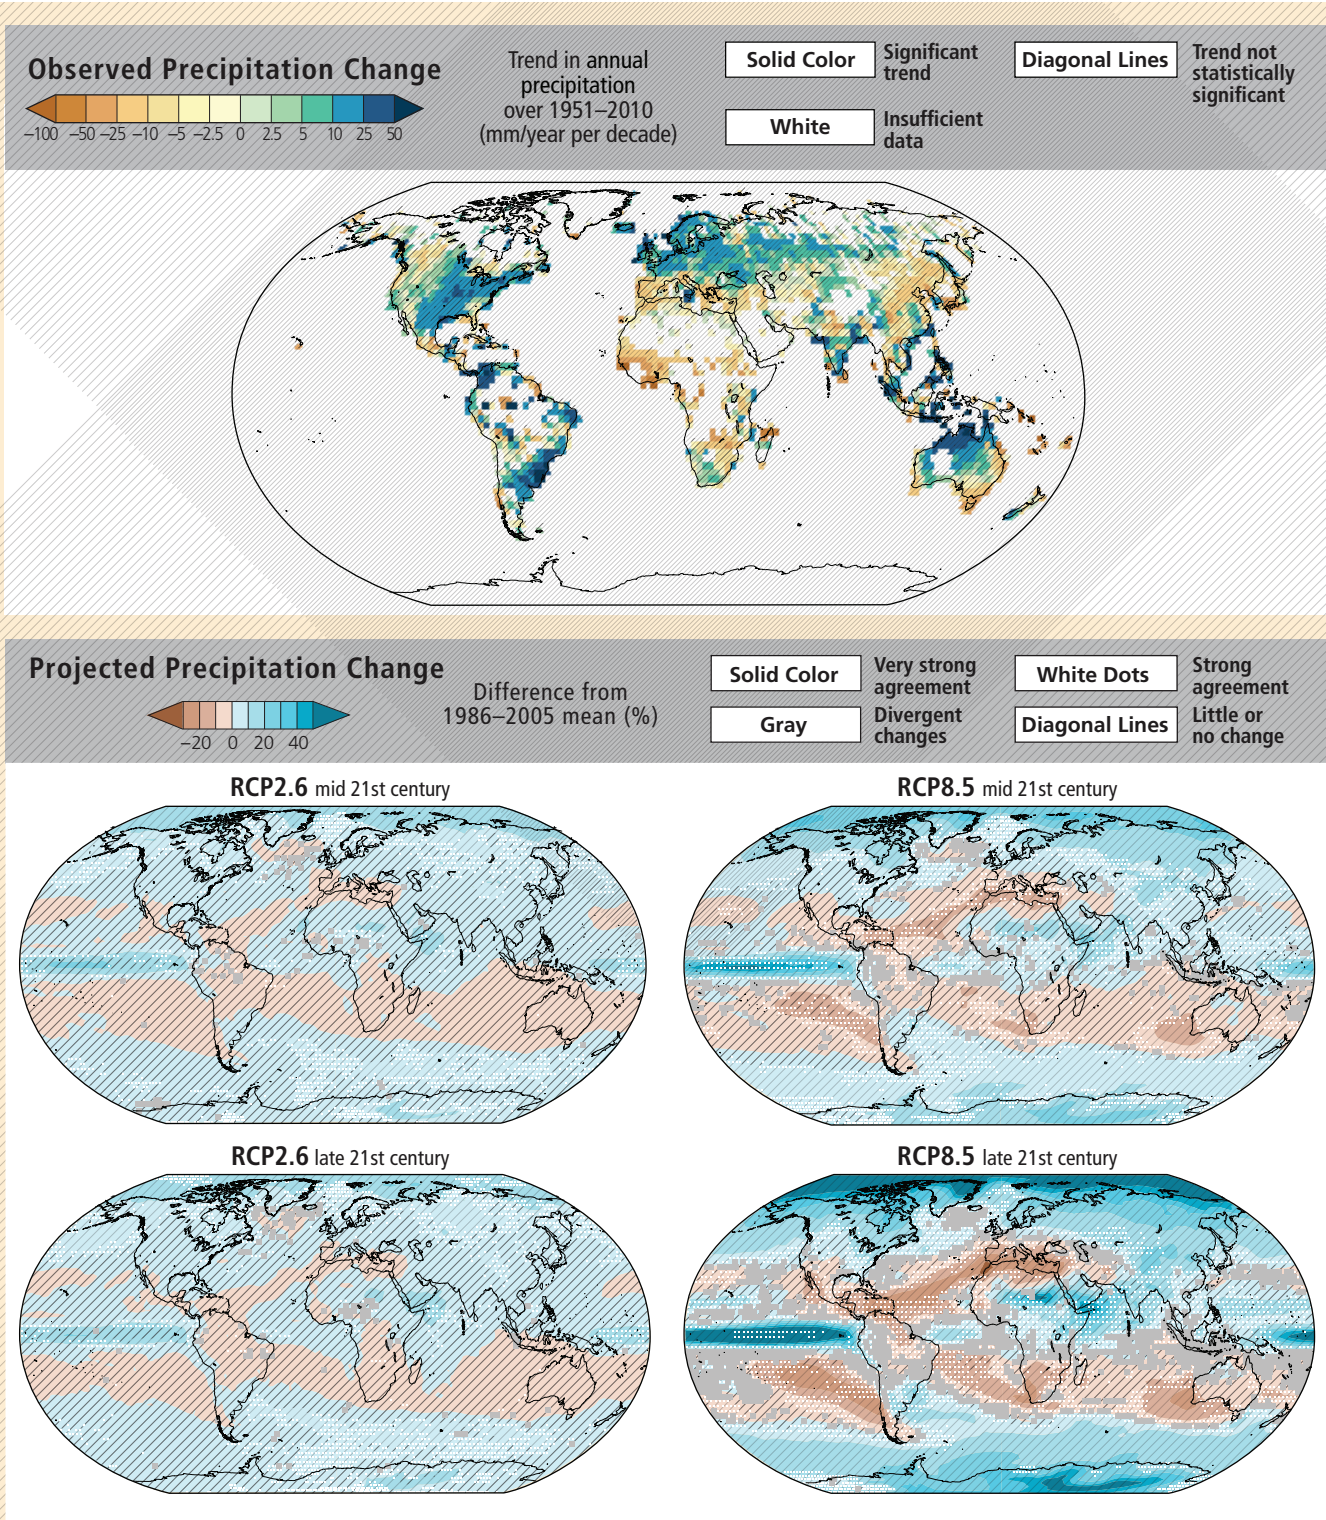 Observed Precipitation Change
−100 −50 −25 −10 −5 −2.5 0 2.5 5 10 25 50
Trend in annual
precipitation
over 1951–2010
(mm/year per decade)
Solid Color
Significant
trend
Diagonal Lines
Trend not
statistically
significant
White
Insufficient
data
Projected Precipitation Change
−20 0 20 40
Difference from
1986–2005 mean (%)
Solid Color
Very strong
agreement
White Dots
Strong
agreement
Gray
Divergent
changes
Diagonal Lines
Little or
no change
RCP2.6 mid 21st century
RCP8.5 mid 21st century
RCP2.6 late 21st century
RCP8.5 late 21st century